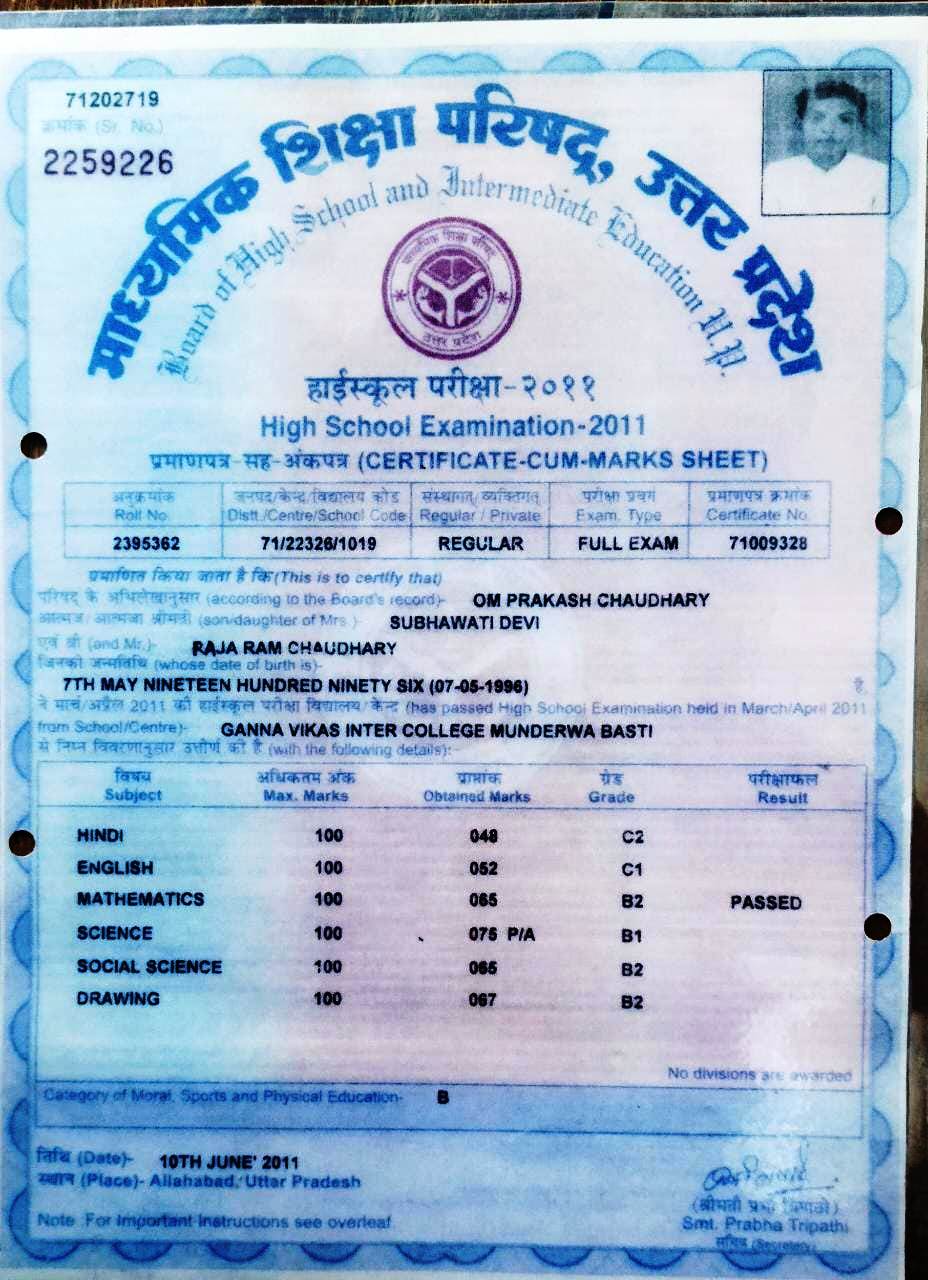 71202719
क्रमांक (Sr. No.)
2259226
माध्यमिक शिक्षा परिषद्, उत्तर प्रदेश
Board of High School and Intermediate Education U.P.
माध्यमिक शिक्षा परिषद्
उत्तर प्रदेश
हाईस्कूल परीक्षा-२०११
High School Examination-2011
प्रमाणपत्र-सह-अंकपत्र (CERTIFICATE-CUM-MARKS SHEET)
अनुक्रमांक जनपद/केन्द्र/विद्यालय कोड संस्थागत/व्यक्तिगत परीक्षा प्रवर्ग प्रमाणपत्र क्रमांक
Roll No. Distt./Centre/School Code Regular / Private Exam. Type Certificate No.
2395362 71/22326/1019 REGULAR FULL EXAM 71009328
प्रमाणित किया जाता है कि (This is to certify that)
परिषद् के अभिलेखानुसार (according to the Board's record)- OM PRAKASH CHAUDHARY
आत्मज/आत्मजा श्रीमती (son/daughter of Mrs.)- SUBHAWATI DEVI
एवं श्री (and Mr.)- RAJA RAM CHAUDHARY
जिनकी जन्मतिथि (whose date of birth is)-
7TH MAY NINETEEN HUNDRED NINETY SIX (07-05-1996) है,
ने मार्च/अप्रैल 2011 की हाईस्कूल परीक्षा विद्यालय/केन्द्र (has passed High School Examination held in March/April 2011
from School/Centre)- GANNA VIKAS INTER COLLEGE MUNDERWA BASTI
से निम्न विवरणानुसार उत्तीर्ण की है (with the following details):-
विषय अधिकतम अंक प्राप्तांक ग्रेड परीक्षाफल
Subject Max. Marks Obtained Marks Grade Result
HINDI 100 048 C2
ENGLISH 100 052 C1
MATHEMATICS 100 065 B2 PASSED
SCIENCE 100 075 P/A B1
SOCIAL SCIENCE 100 065 B2
DRAWING 100 067 B2
No divisions are awarded
Category of Moral, Sports and Physical Education- B
तिथि (Date)- 10TH JUNE' 2011
स्थान (Place)- Allahabad, Uttar Pradesh
(श्रीमती प्रभा त्रिपाठी)
Smt. Prabha Tripathi
सचिव (Secretary)
Note : For Important Instructions see overleaf.